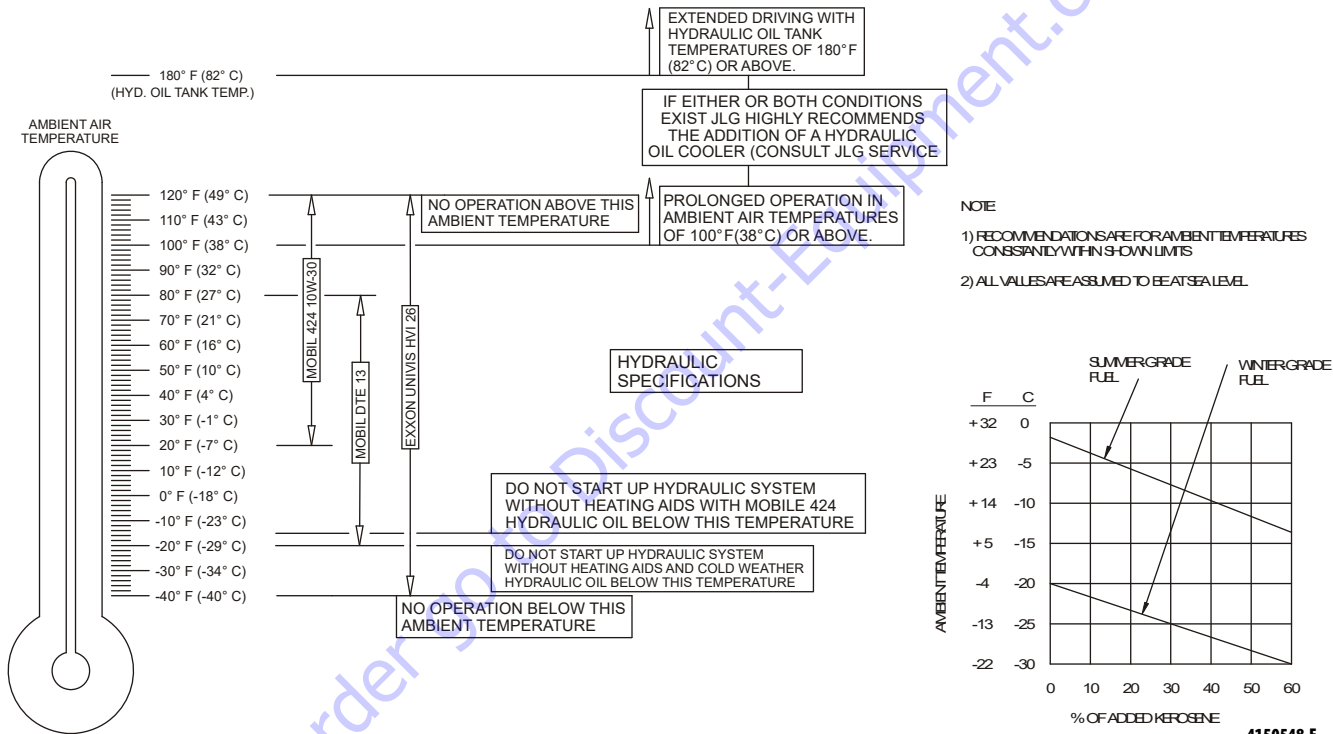 EXTENDED DRIVING WITH
HYDRAULIC OIL TANK
TEMPERATURES OF 180°F
(82°C) OR ABOVE.
180° F (82° C)
(HYD. OIL TANK TEMP.)
IF EITHER OR BOTH CONDITIONS
EXIST JLG HIGHLY RECOMMENDS
THE ADDITION OF A HYDRAULIC
OIL COOLER (CONSULT JLG SERVICE
AMBIENT AIR
TEMPERATURE
120° F (49° C)
110° F (43° C)
100° F (38° C)
90° F (32° C)
80° F (27° C)
70° F (21° C)
60° F (16° C)
50° F (10° C)
40° F (4° C)
30° F (-1° C)
20° F (-7° C)
10° F (-12° C)
0° F (-18° C)
-10° F (-23° C)
-20° F (-29° C)
-30° F (-34° C)
-40° F (-40° C)
MOBIL 424 10W-30
MOBIL DTE 13
EXXON UNIVIS HVI 26
NO OPERATION ABOVE THIS
AMBIENT TEMPERATURE
PROLONGED OPERATION IN
AMBIENT AIR TEMPERATURES
OF 100°F(38°C) OR ABOVE.
HYDRAULIC
SPECIFICATIONS
DO NOT START UP HYDRAULIC SYSTEM
WITHOUT HEATING AIDS WITH MOBILE 424
HYDRAULIC OIL BELOW THIS TEMPERATURE
DO NOT START UP HYDRAULIC SYSTEM
WITHOUT HEATING AIDS AND COLD WEATHER
HYDRAULIC OIL BELOW THIS TEMPERATURE
NO OPERATION BELOW THIS
AMBIENT TEMPERATURE
NOTE:
1) RECOMMENDATIONS ARE FOR AMBIENT TEMPERATURES
CONSISTANTLY WITHIN SHOWN LIMITS
2) ALL VALUES ARE ASSUMED TO BE AT SEA LEVEL.
SUMMER-GRADE
FUEL
WINTER-GRADE
FUEL
F C
+32 0
+23 -5
+14 -10
+5 -15
-4 -20
-13 -25
-22 -30
AMBIENT TEMPERATURE
0 10 20 30 40 50 60
% OF ADDED KEROSENE
4150548 E
rder go to Discount-Equipment.c